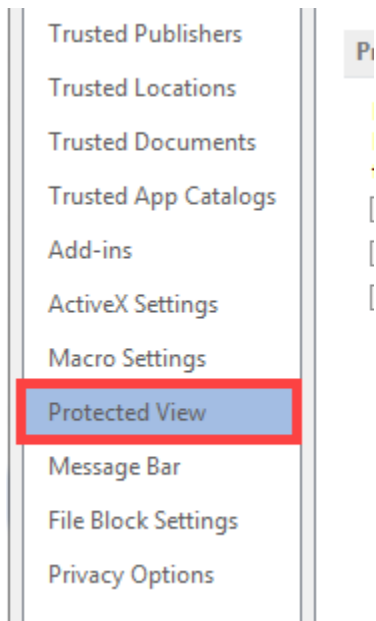 Trusted Publishers
Trusted Locations
Trusted Documents
Trusted App Catalogs
Add-ins
ActiveX Settings
Macro Settings
Protected View
Message Bar
File Block Settings
Privacy Options